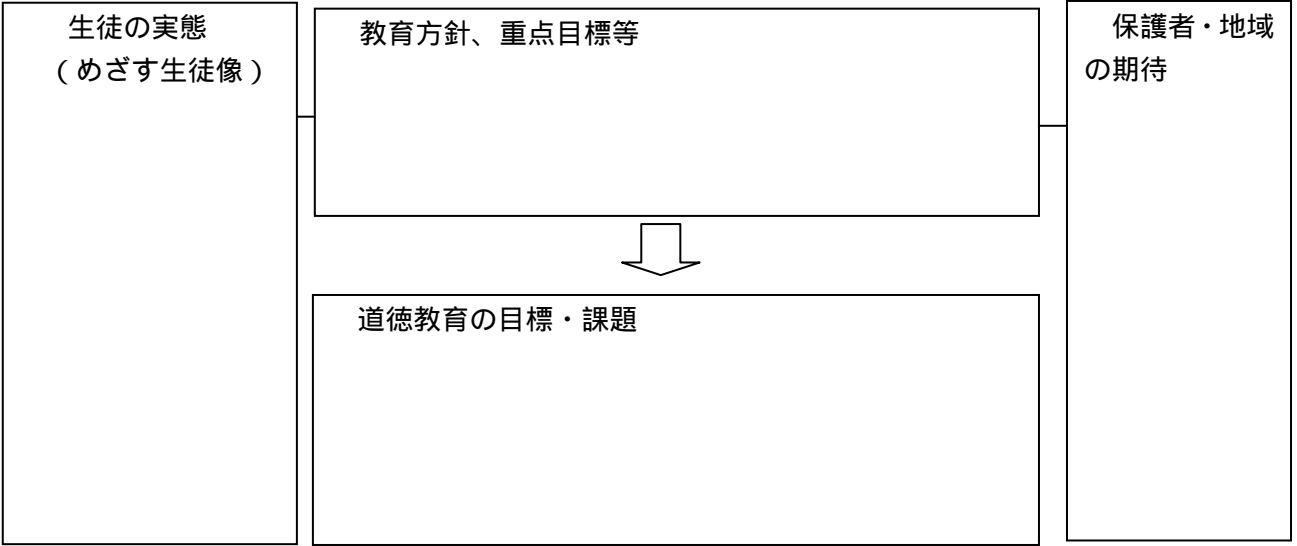 生徒の実態
(めざす生徒像)
教育方針、重点目標等
保護者・地域
の期待
道徳教育の目標・課題